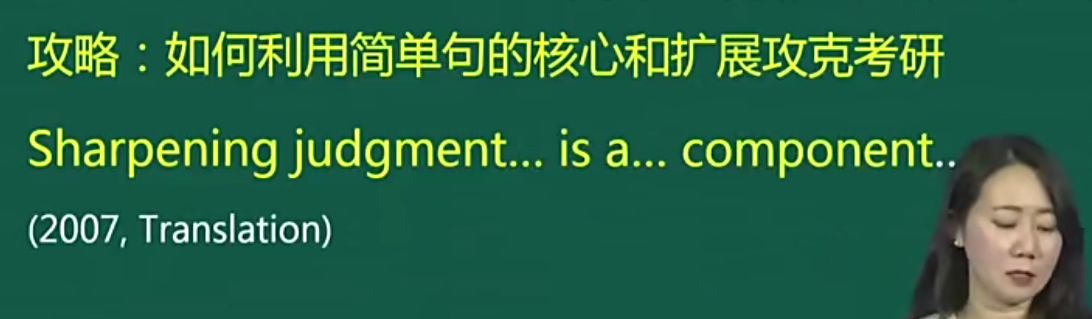 攻略：如何利用简单句的核心和扩展攻克考研
Sharpening judgment... is a... component...
(2007, Translation)